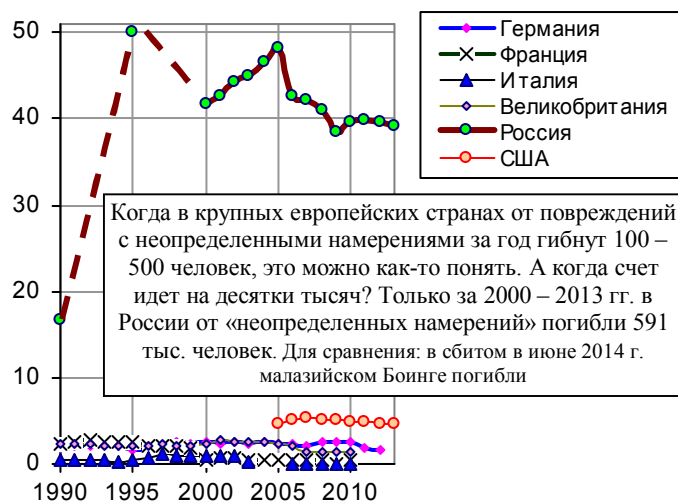 50
40
30
20
10
0
1990 1995 2000 2005 2010
Германия
Франция
Италия
Великобритания
Россия
США
Когда в крупных европейских странах от повреждений
с неопределенными намерениями за год гибнут 100 –
500 человек, это можно как-то понять. А когда счет
идет на десятки тысяч? Только за 2000 – 2013 гг. в
России от «неопределенных намерений» погибли 591
тыс. человек. Для сравнения: в сбитом в июне 2014 г.
малазийском Боинге погибли